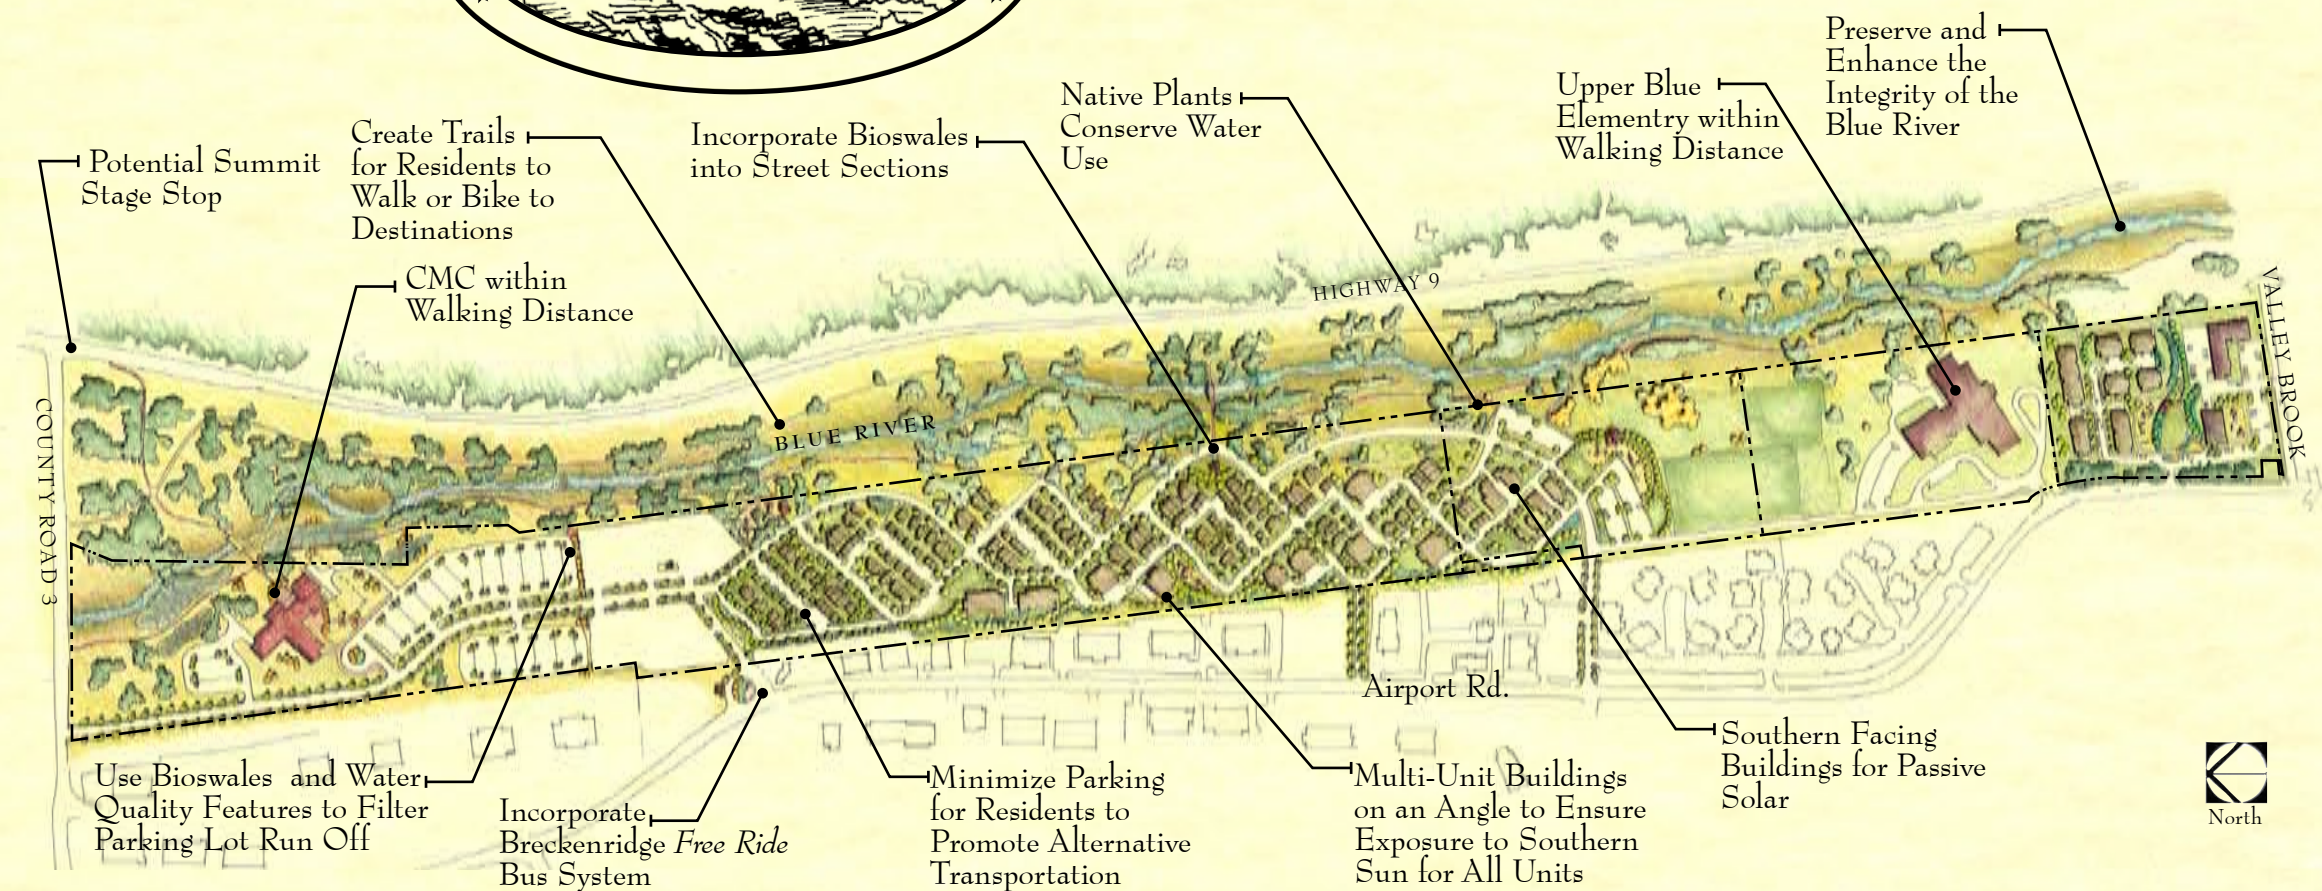 Preserve and
Enhance the
Integrity of the
Blue River
Upper Blue
Elementry within
Walking Distance
Native Plants
Conserve Water
Use
Incorporate Bioswales
into Street Sections
Create Trails
for Residents to
Walk or Bike to
Destinations
Potential Summit
Stage Stop
CMC within
Walking Distance
HIGHWAY 9
BLUE RIVER
COUNTY ROAD 3
VALLEY BROOK
Airport Rd.
Use Bioswales and Water
Quality Features to Filter
Parking Lot Run Off
Incorporate
Breckenridge Free Ride
Bus System
Minimize Parking
for Residents to
Promote Alternative
Transportation
Multi-Unit Buildings
on an Angle to Ensure
Exposure to Southern
Sun for All Units
Southern Facing
Buildings for Passive
Solar
North